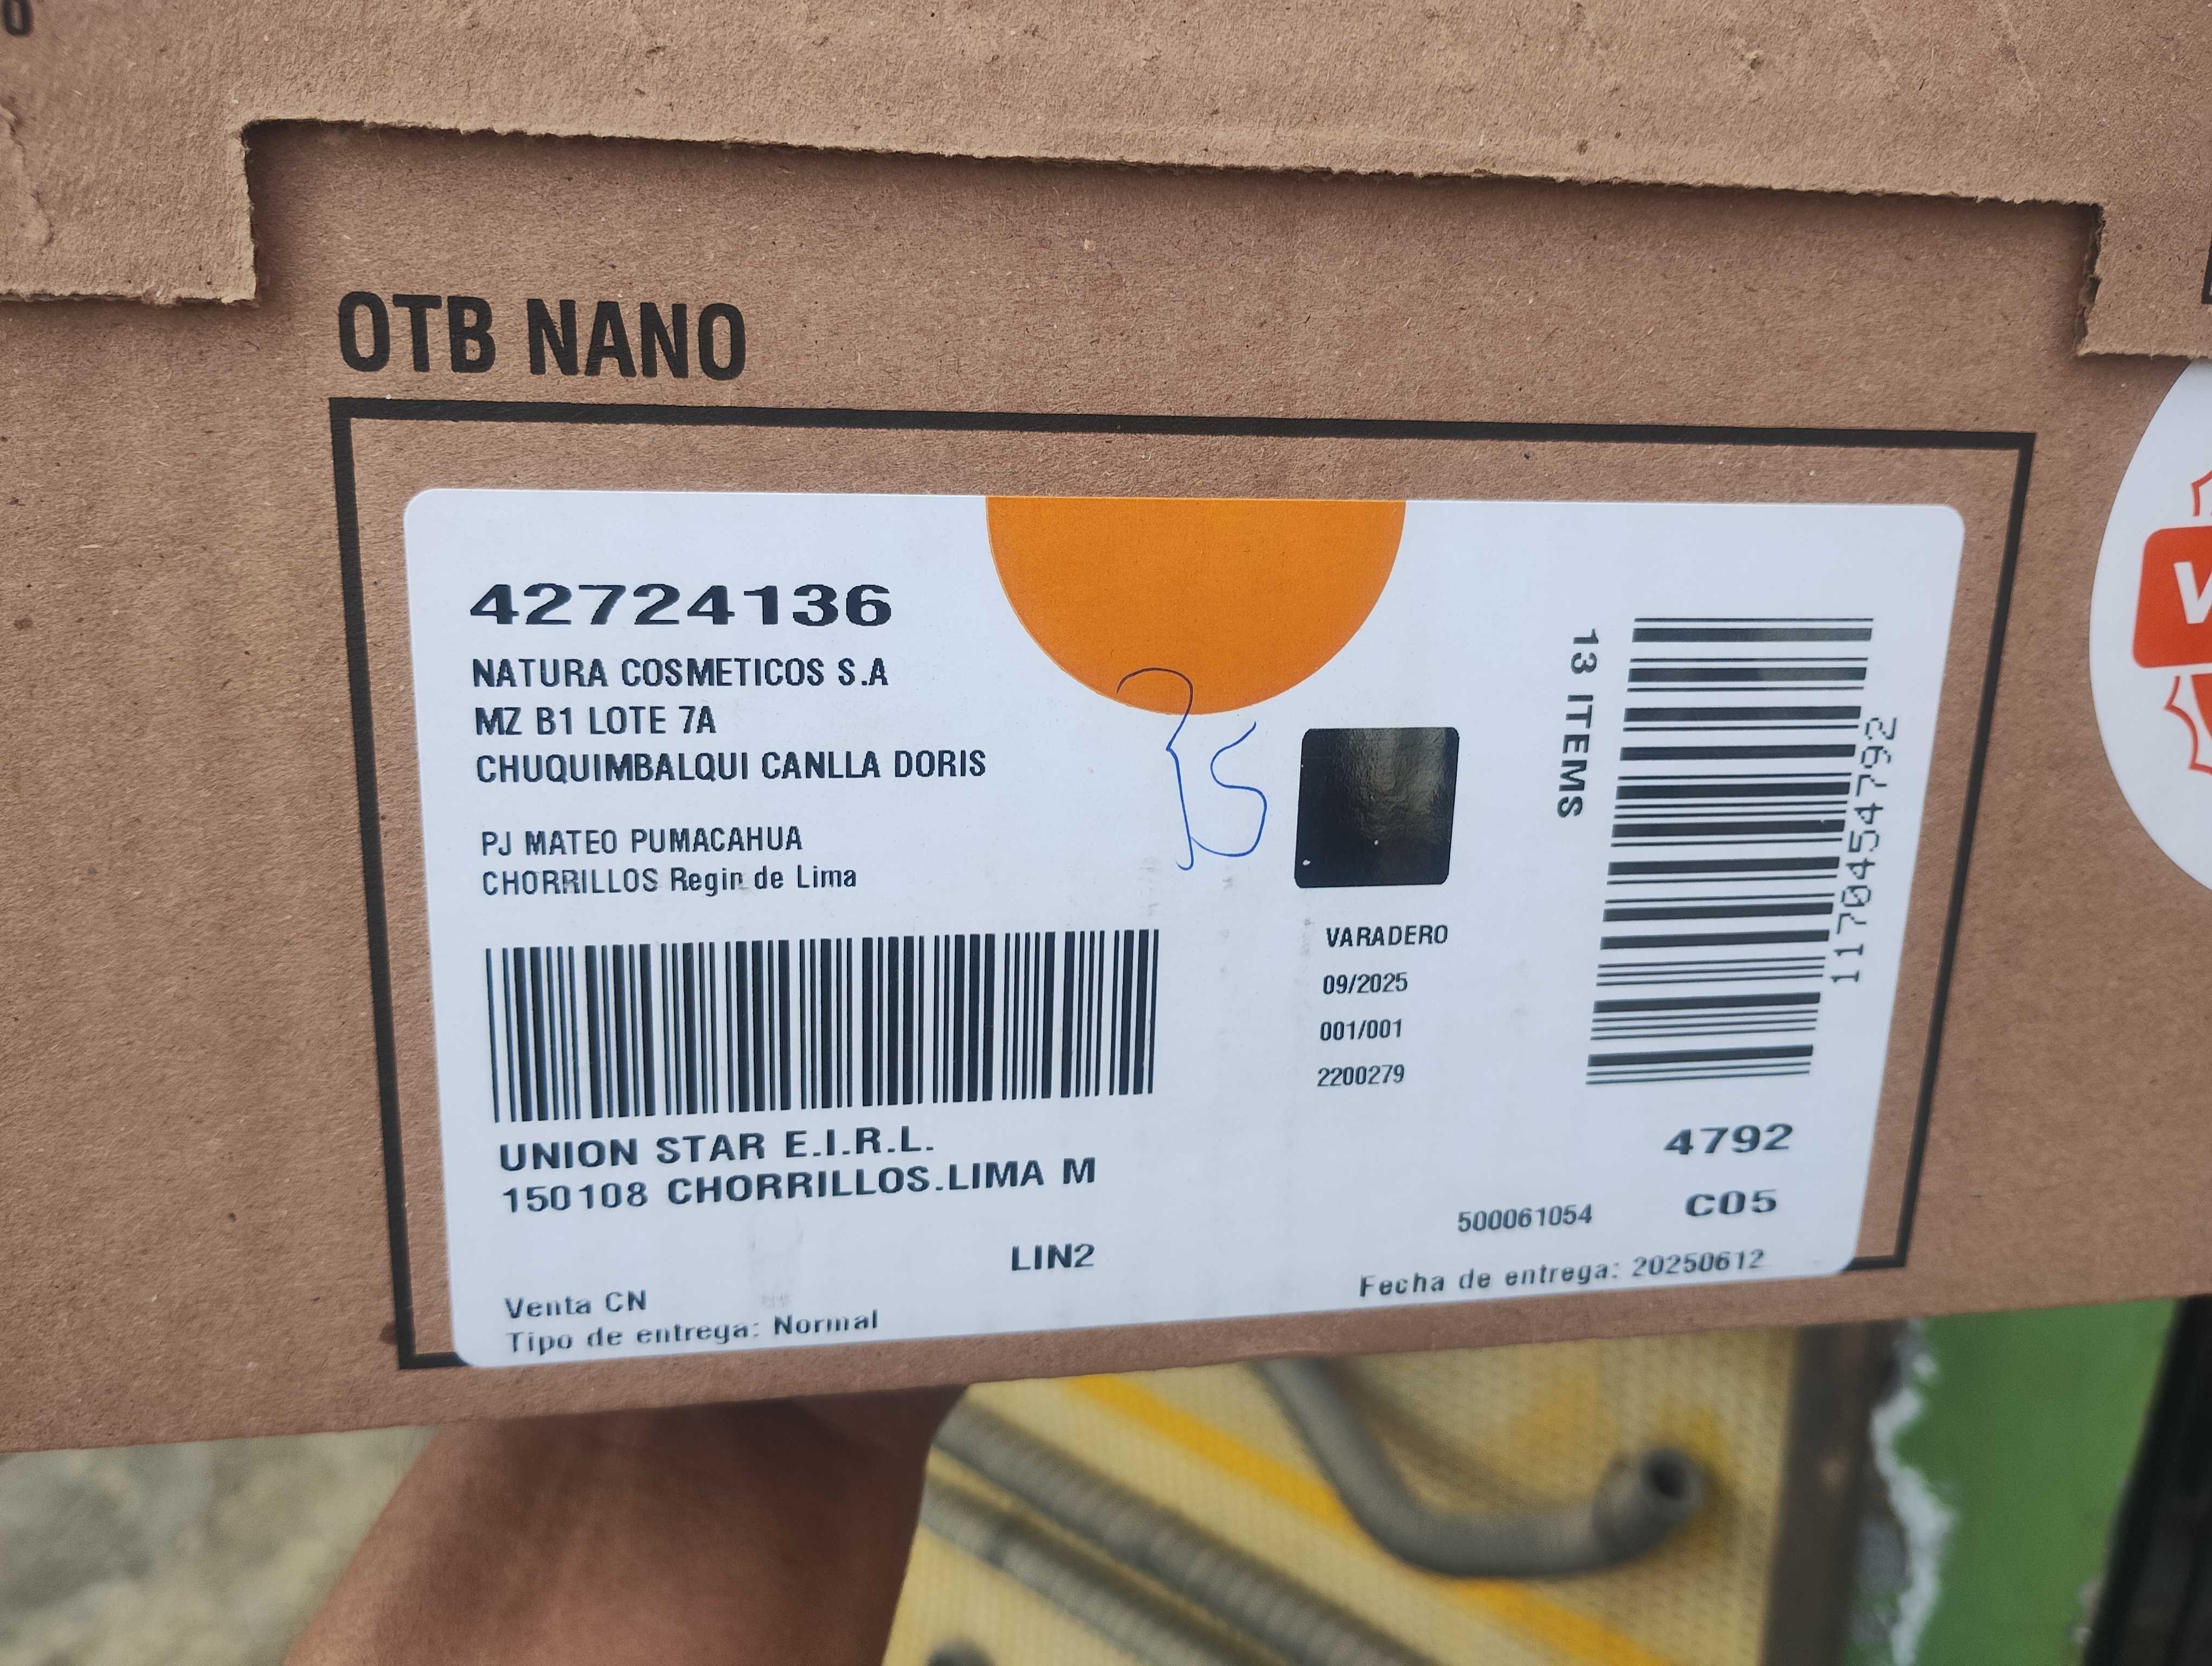 OTB NANO
42724136
NATURA COSMETICOS S.A
MZ B1 LOTE 7A
CHUQUIMBALQUI CANLLA DORIS
PJ MATEO PUMACAHUA
CHORRILLOS Regin de Lima
UNION STAR E.I.R.L.
150108 CHORRILLOS.LIMA M
LIN2
Venta CN
Tipo de entrega: Normal
35
VARADERO
09/2025
001/001
2200279
13 ITEMS
1170454792
4792
C05
500061054
Fecha de entrega: 20250612